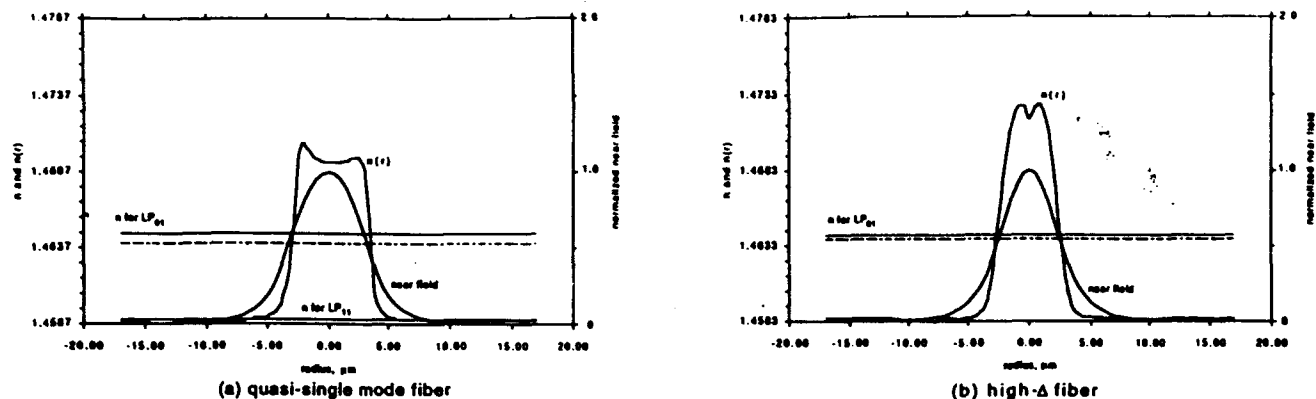 1.4787
1.4737
1.4687
1.4637
1.4587
n and n(r)
2.0
1.0
0
normalized near field
n(r)
n for LP01
near field
n for LP11
-20.00 -15.00 -10.00 -5.00 0.00 5.00 10.00 15.00 20.00
radius, μm
(a) quasi-single mode fiber
1.4783
1.4733
1.4683
1.4633
1.4583
n and n(r)
2.0
1.0
0
normalized near field
n(r)
n for LP01
near field
-20.00 -15.00 -10.00 -5.00 0.00 5.00 10.00 15.00 20.00
radius, μm
(b) high-Δ fiber